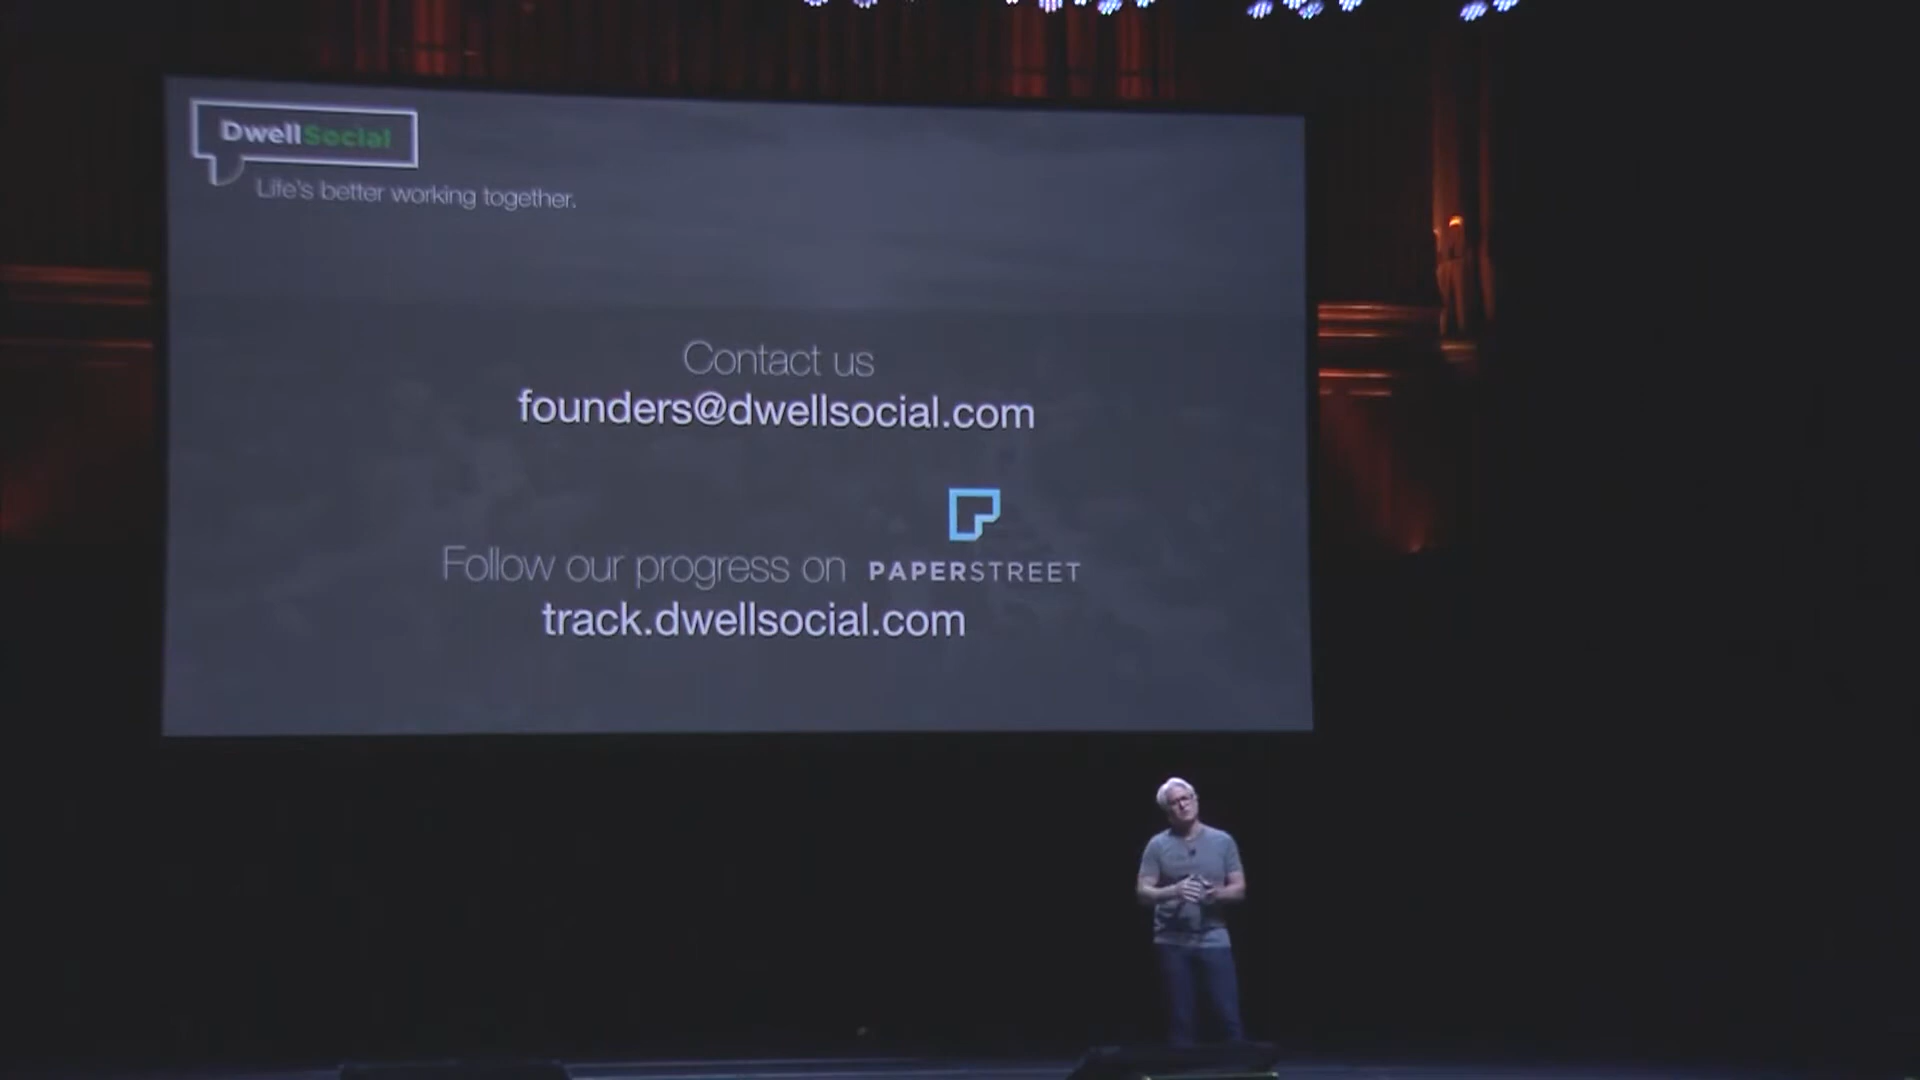 DwellSocial
Life's better working together.
Contact us
founders@dwellsocial.com
Follow our progress on PAPERSTREET
track.dwellsocial.com